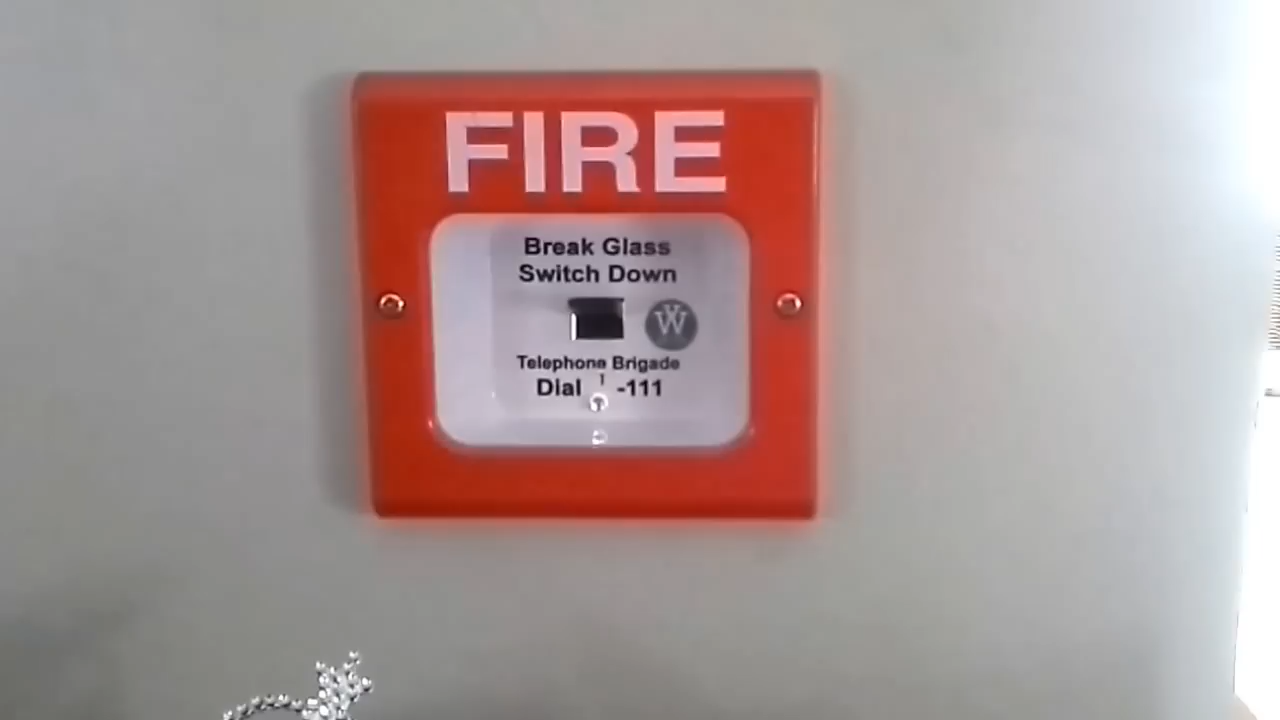 FIRE
Break Glass
Switch Down
W
Telephone Brigade
Dial -111